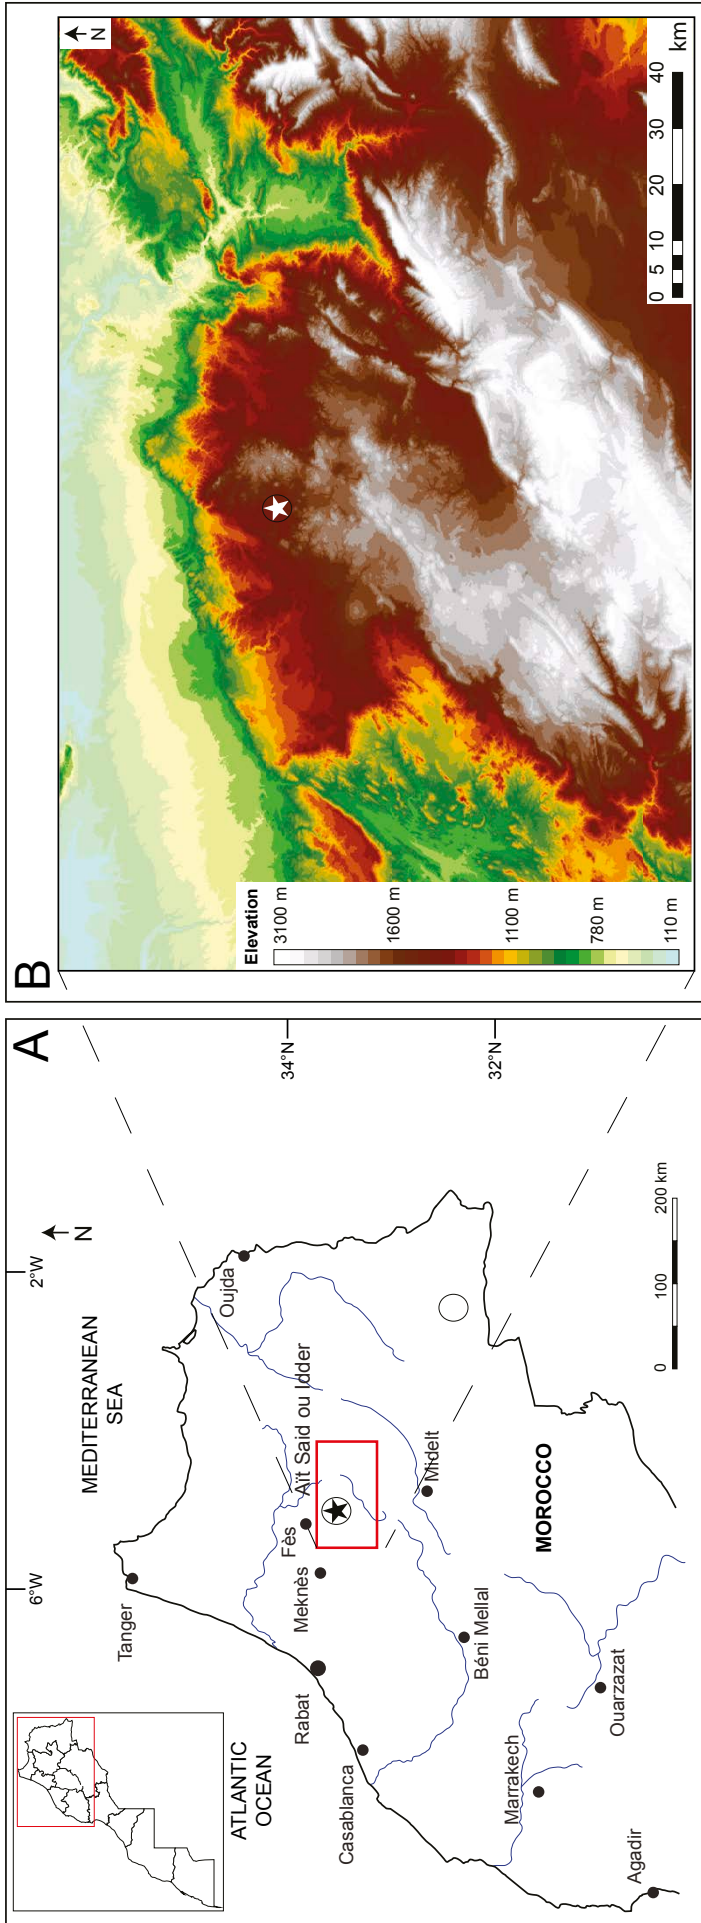 A
MEDITERRANEAN
SEA
ATLANTIC
OCEAN
6°W
2°W
N
34°N
32°N
Tanger
Oujda
Rabat
Meknès
Fès
Aït Said ou Idder
Casablanca
Midelt
Béni Mellal
MOROCCO
Marrakech
Ouarzazat
Agadir
0 100 200 km
B
N
Elevation
3100 m
1600 m
1100 m
780 m
110 m
0 5 10 20 30 40
km